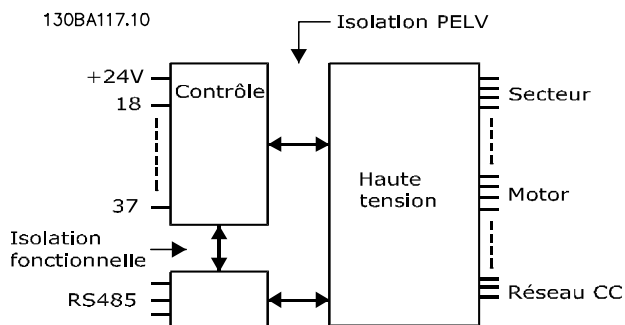 130BA117.10
Isolation PELV
+24V
Contrôle
18
Secteur
Haute
tension
Motor
37
Isolation
fonctionnelle
RS485
Réseau CC